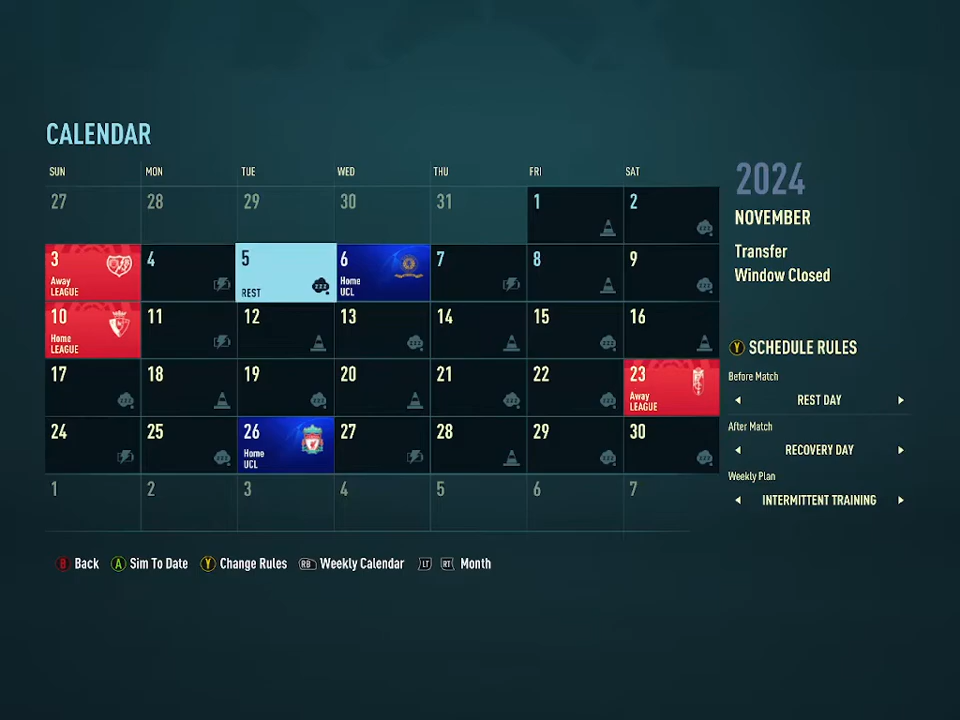 CALENDAR
SUN MON TUE WED THU FRI SAT
27 28 29 30 31 1 2
3 4 5 6 7 8 9
Away LEAGUE REST Home UCL
10 11 12 13 14 15 16
Home LEAGUE
17 18 19 20 21 22 23
Away LEAGUE
24 25 26 27 28 29 30
Home UCL
1 2 3 4 5 6 7
2024
NOVEMBER
Transfer
Window Closed
Y SCHEDULE RULES
Before Match
REST DAY
After Match
RECOVERY DAY
Weekly Plan
INTERMITTENT TRAINING
B Back A Sim To Date Y Change Rules RB Weekly Calendar LT RT Month